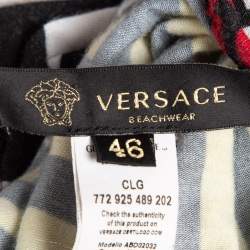 VERSACE
BEACHWEAR
46
CLG
772 925 489 202
Check the authenticity
of this product on
VERSACE.CERTILOGO.COM
Modello ABD02032